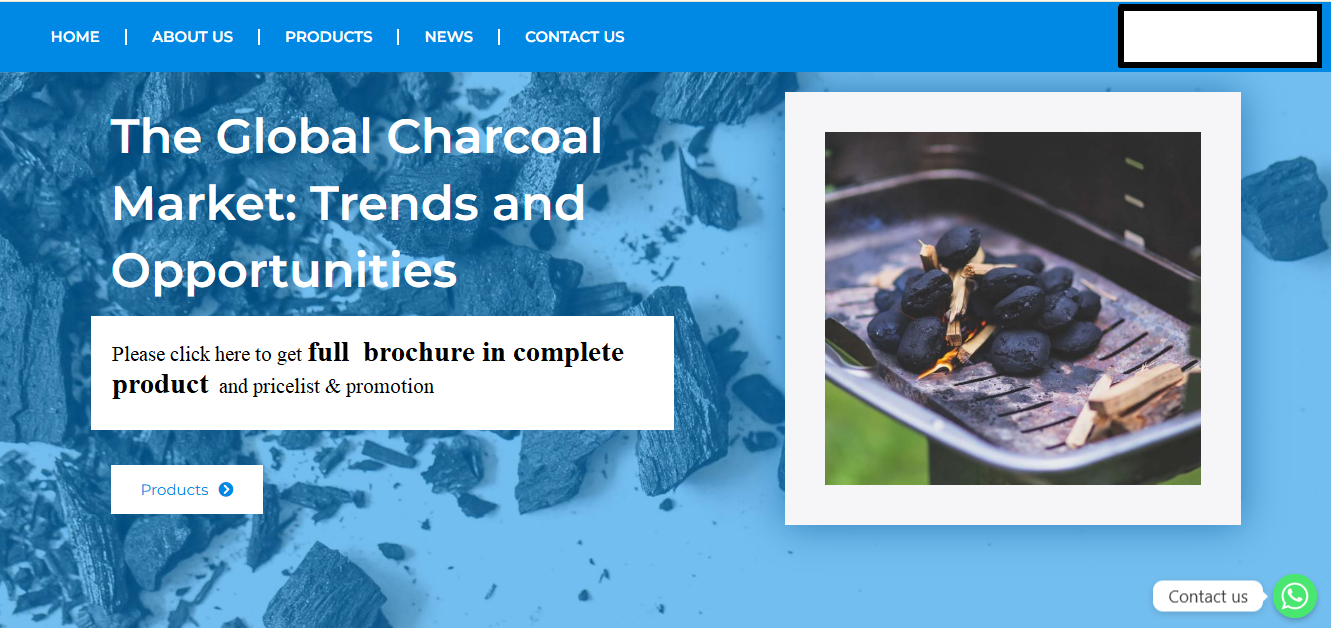 HOME | ABOUT US | PRODUCTS | NEWS | CONTACT US
The Global Charcoal
Market: Trends and
Opportunities
Please click here to get full  brochure in complete
product  and pricelist & promotion
Products
Contact us